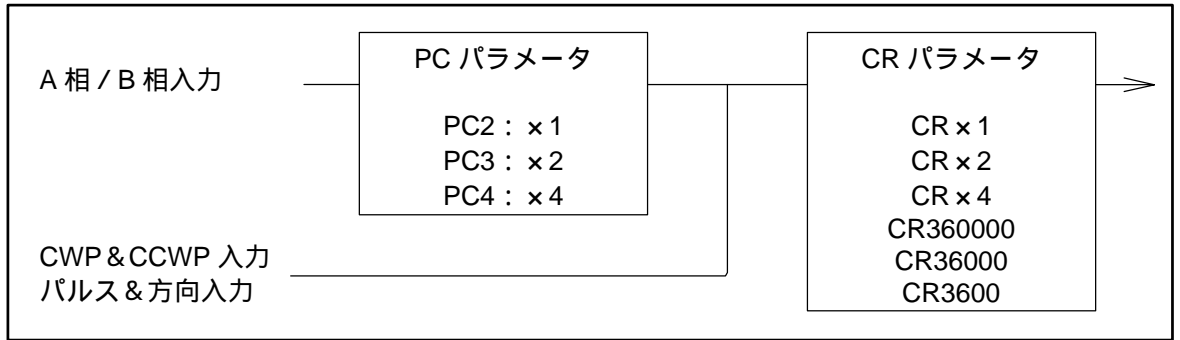 A 相 / B 相入力
PC パラメータ
PC2 : ×1
PC3 : ×2
PC4 : ×4
CWP&CCWP 入力
パルス&方向入力
CR パラメータ
CR×1
CR×2
CR×4
CR360000
CR36000
CR3600